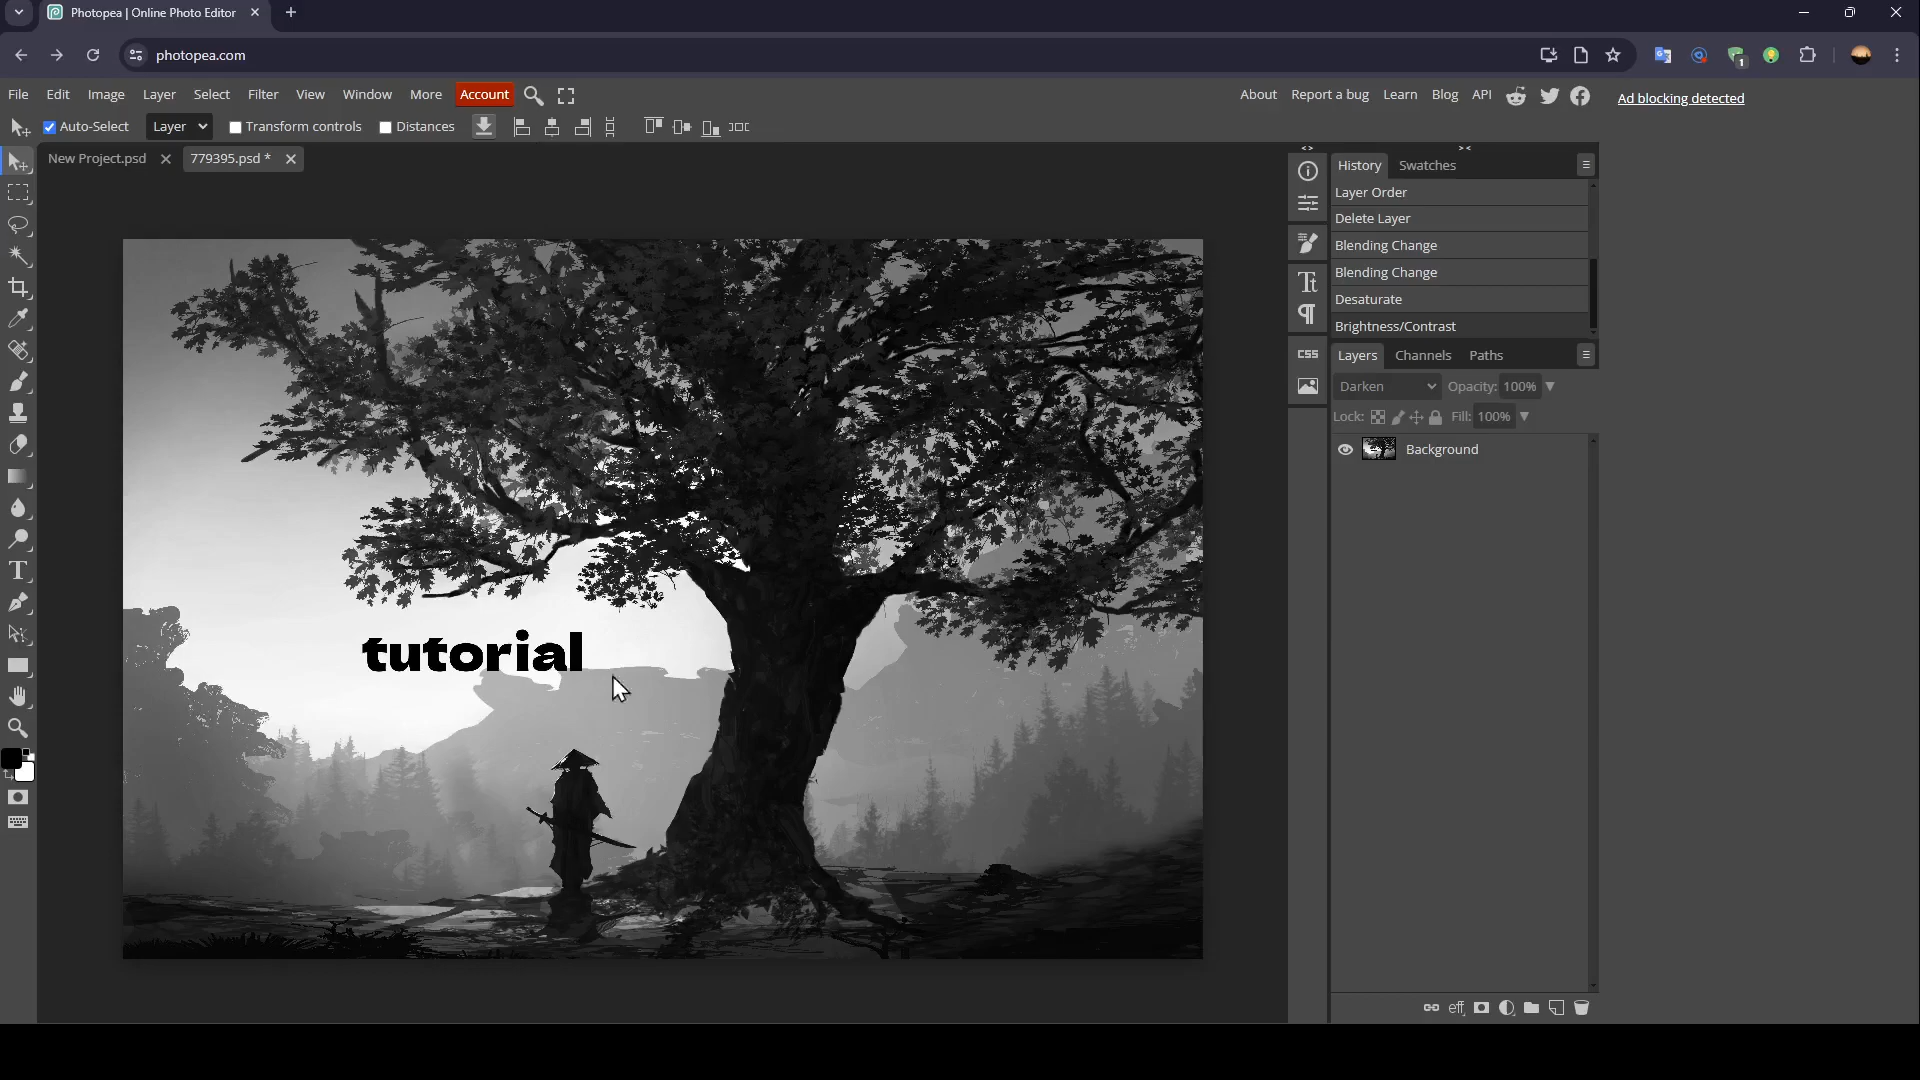 Photopea | Online Photo Editor
photopea.com
1
File Edit Image Layer Select Filter View Window More Account
About Report a bug Learn Blog API
Ad blocking detected
Auto-Select Layer Transform controls Distances
New Project.psd 779395.psd *
History Swatches
Layer Order
Delete Layer
Blending Change
Blending Change
Desaturate
Brightness/Contrast
CSS
Layers Channels Paths
Darken Opacity: 100%
Lock: Fill: 100%
Background
tutorial
eff